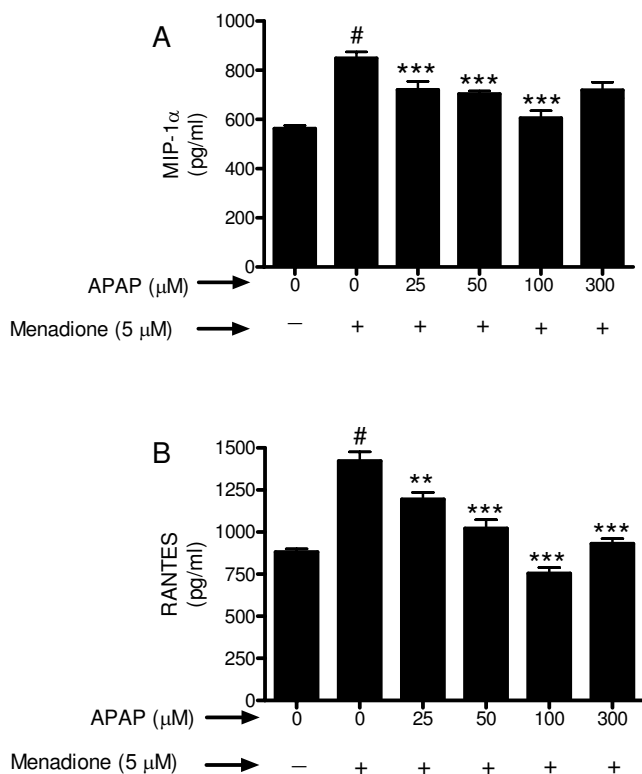 A
MIP-1α
(pg/ml)
1000
800
600
400
200
0
#
***
***
***
APAP (μM)
0 0 25 50 100 300
Menadione (5 μM)
— + + + + +
B
RANTES
(pg/ml)
1500
1250
1000
750
500
250
0
#
**
***
***
***
APAP (μM)
0 0 25 50 100 300
Menadione (5 μM)
— + + + + +